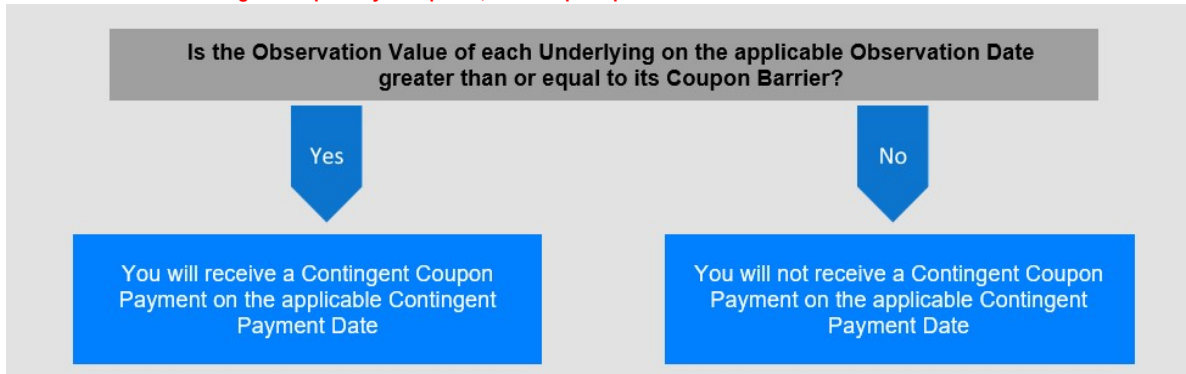 Is the Observation Value of each Underlying on the applicable Observation Date
greater than or equal to its Coupon Barrier?
Yes
No
You will receive a Contingent Coupon
Payment on the applicable Contingent
Payment Date
You will not receive a Contingent Coupon
Payment on the applicable Contingent
Payment Date